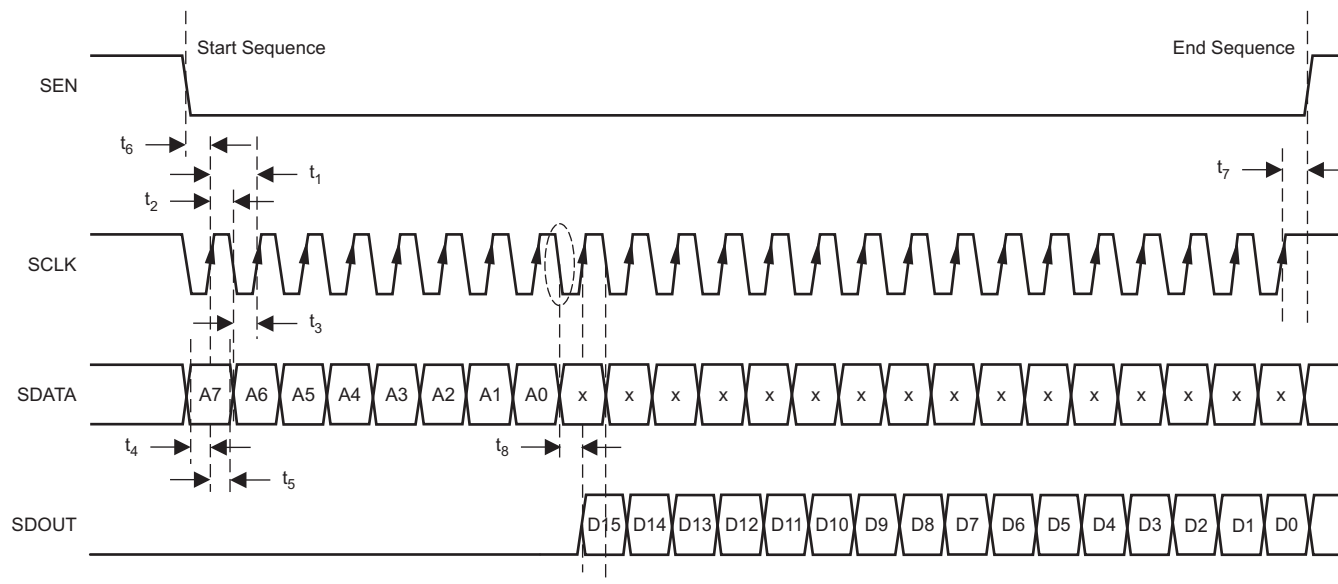 Start Sequence End Sequence
SEN
t6
t1
t7
t2
SCLK
t3
SDATA A7 A6 A5 A4 A3 A2 A1 A0 x x x x x x x x x x x x x x x x
t4
t8
t5
SDOUT D15 D14 D13 D12 D11 D10 D9 D8 D7 D6 D5 D4 D3 D2 D1 D0